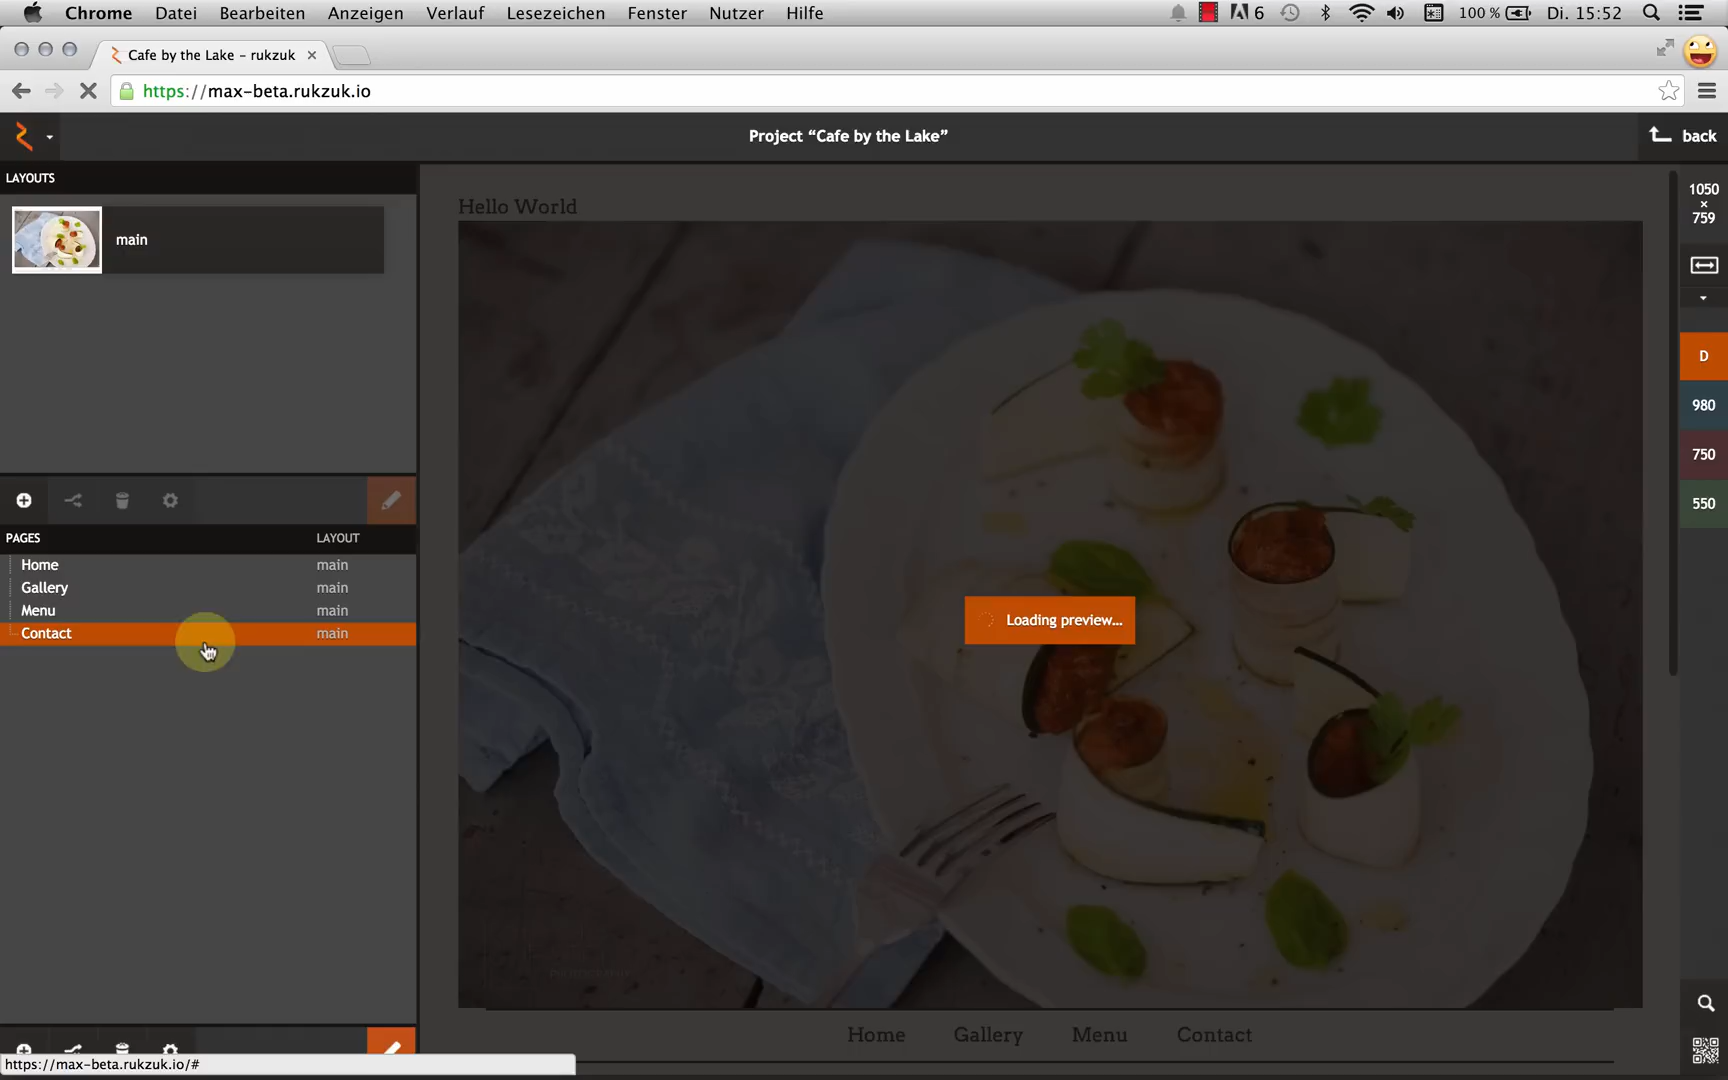 Chrome Datei Bearbeiten Anzeigen Verlauf Lesezeichen Fenster Nutzer Hilfe 6 100 % Di. 15:52
Cafe by the Lake – rukzuk
https://max-beta.rukzuk.io
Project “Cafe by the Lake”
back
LAYOUTS
main
Hello World
1050
×
759
D
980
750
550
PAGES LAYOUT
Home main
Gallery main
Menu main
Contact main
Loading preview...
Home Gallery Menu Contact
https://max-beta.rukzuk.io/#